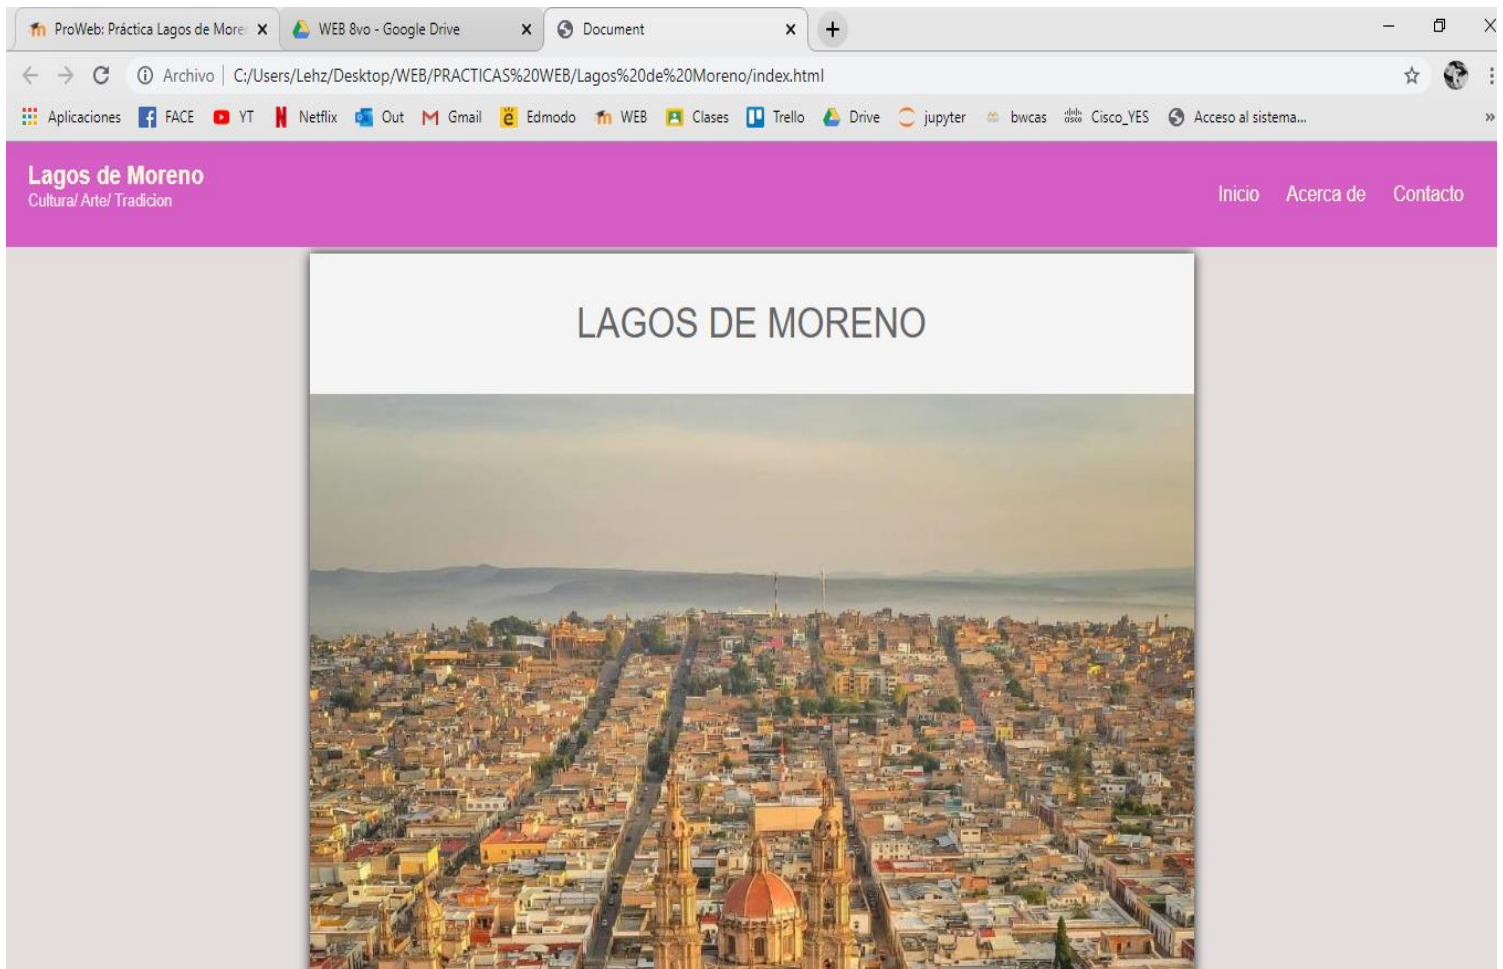 ProWeb: Práctica Lagos de More
WEB 8vo - Google Drive
Document
Archivo | C:/Users/Lehz/Desktop/WEB/PRACTICAS%20WEB/Lagos%20de%20Moreno/index.html
Aplicaciones FACE YT Netflix Out Gmail Edmodo WEB Clases Trello Drive jupyter bwcas Cisco_YES Acceso al sistema...
Lagos de Moreno
Cultura/ Arte/ Tradicion
Inicio Acerca de Contacto
LAGOS DE MORENO